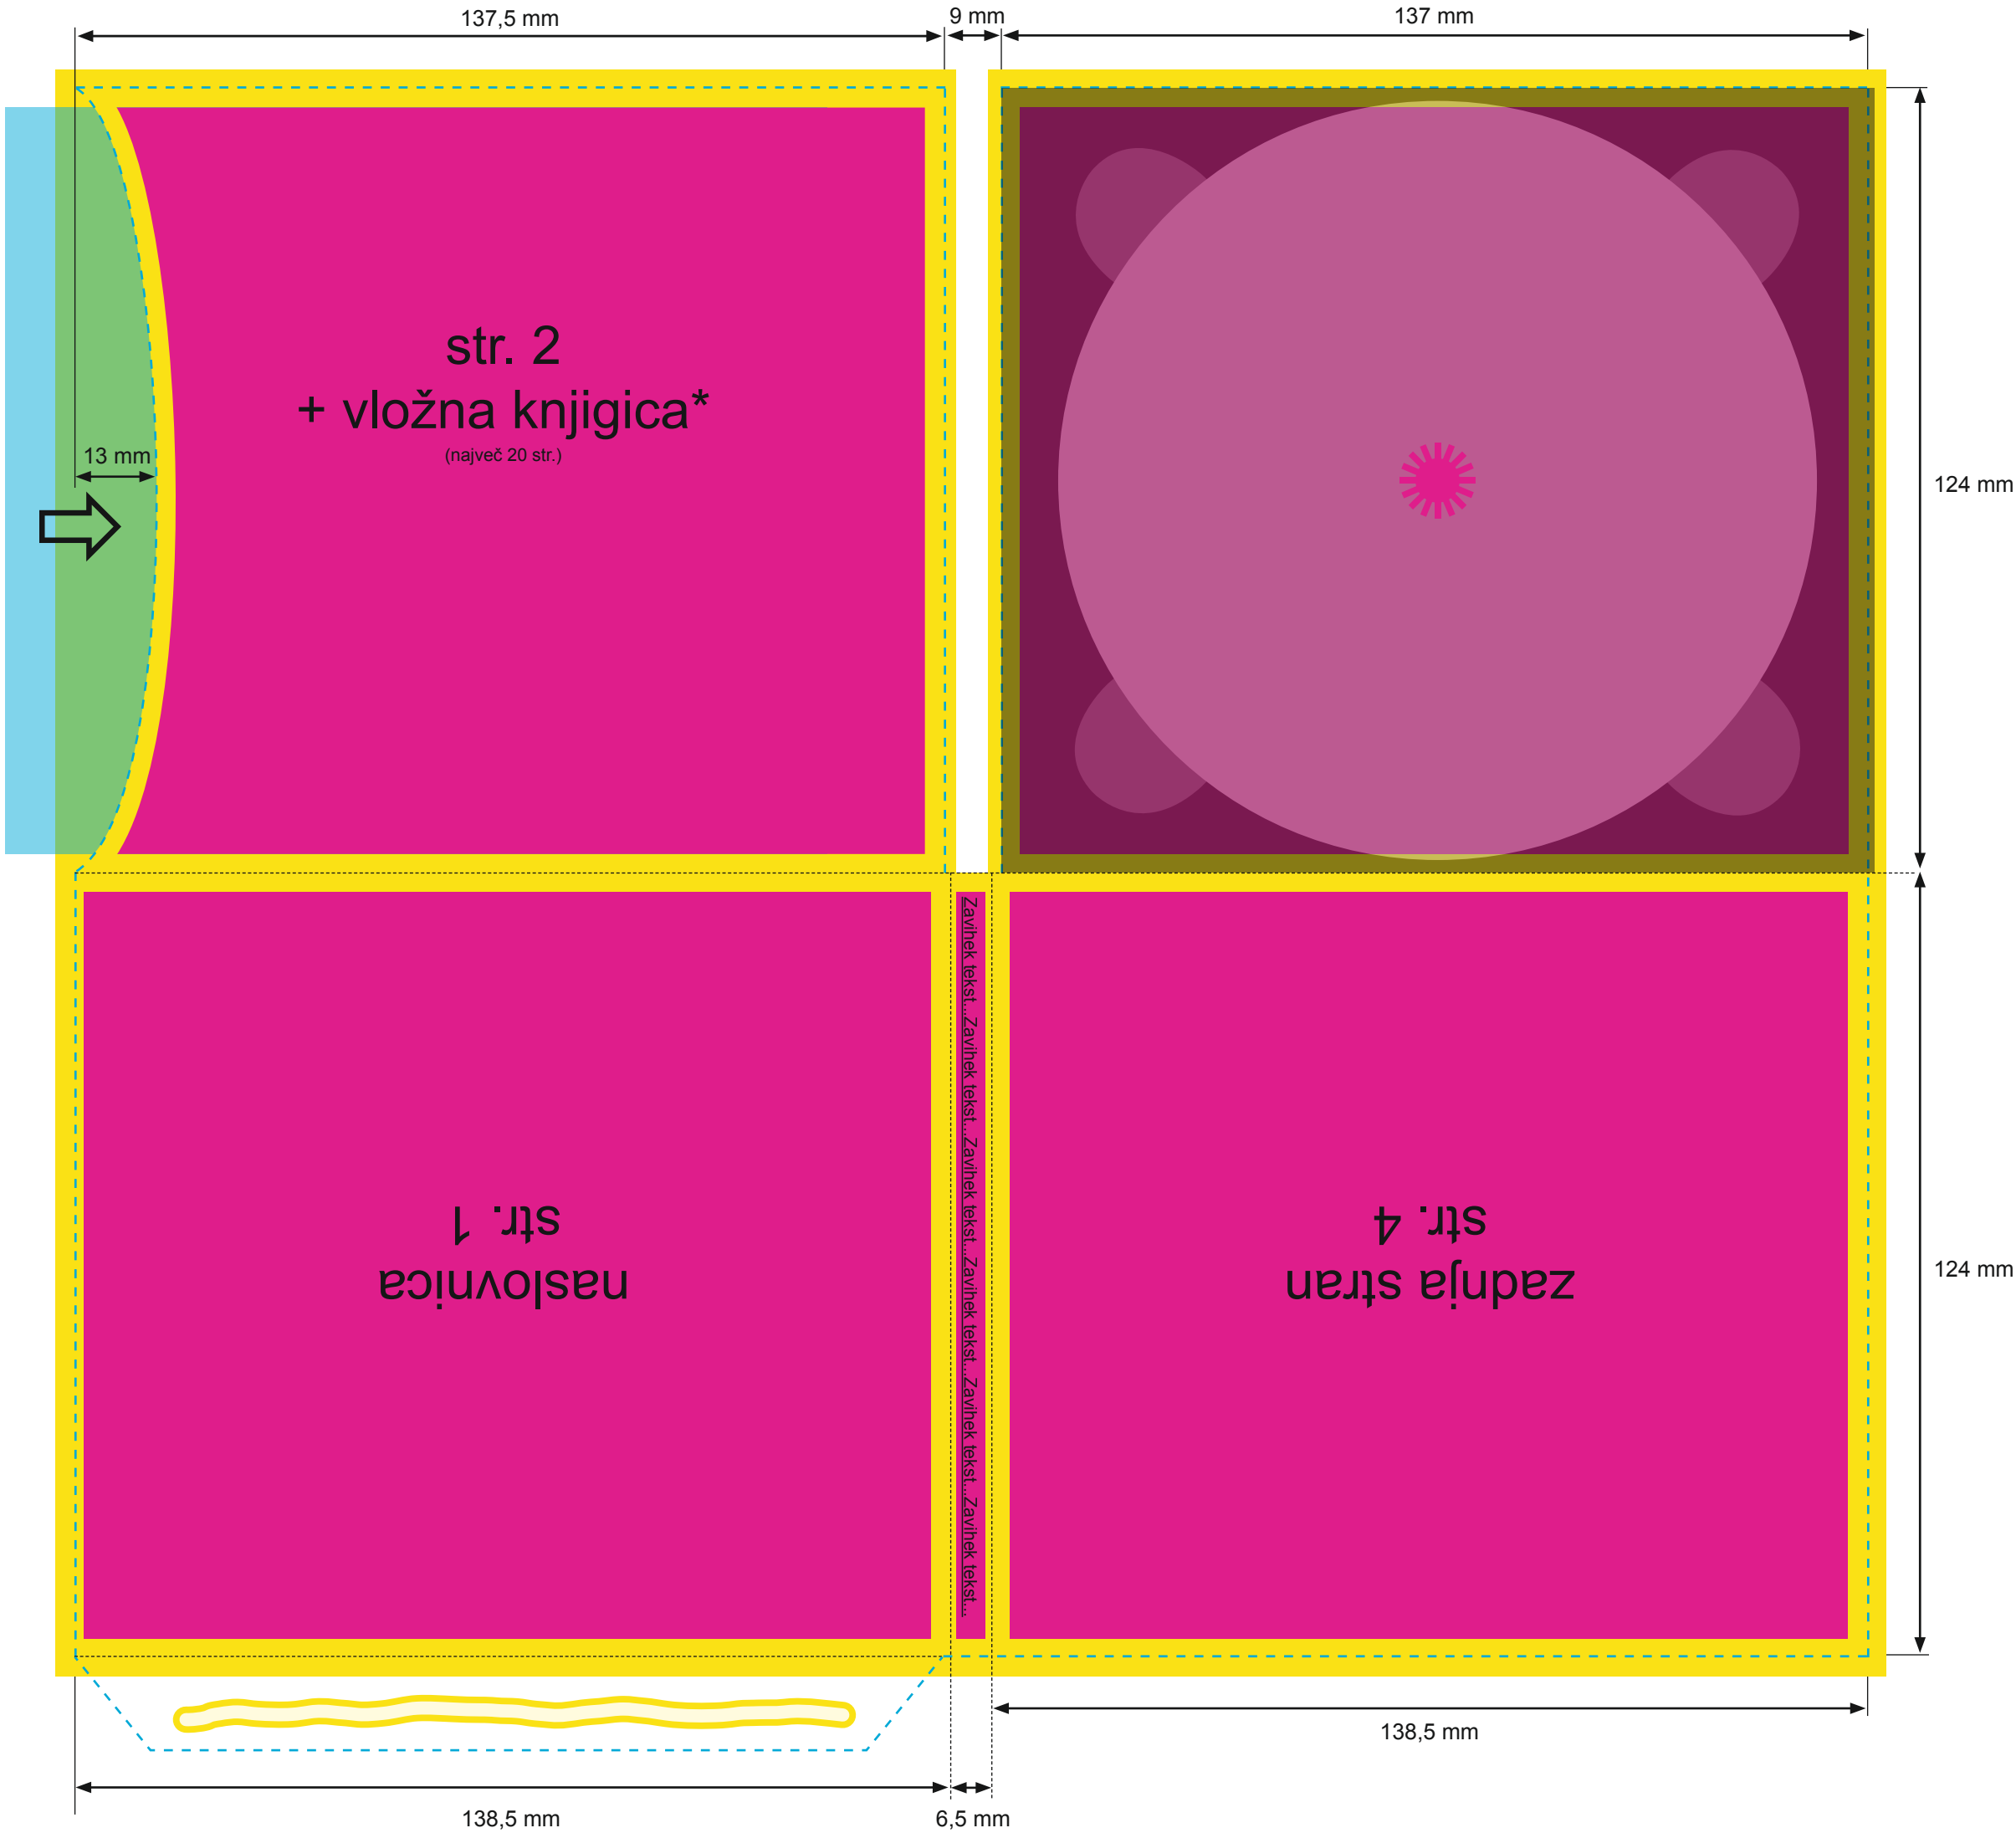 137,5 mm
9 mm
137 mm
str. 2
+ vložna knjigica*
(največ 20 str.)
13 mm
124 mm
Zavihek tekst...Zavihek tekst...Zavihek tekst...Zavihek tekst...Zavihek tekst...Zavihek tekst...
naslovnica
str. 1
zadnja stran
str. 4
124 mm
138,5 mm
138,5 mm
6,5 mm